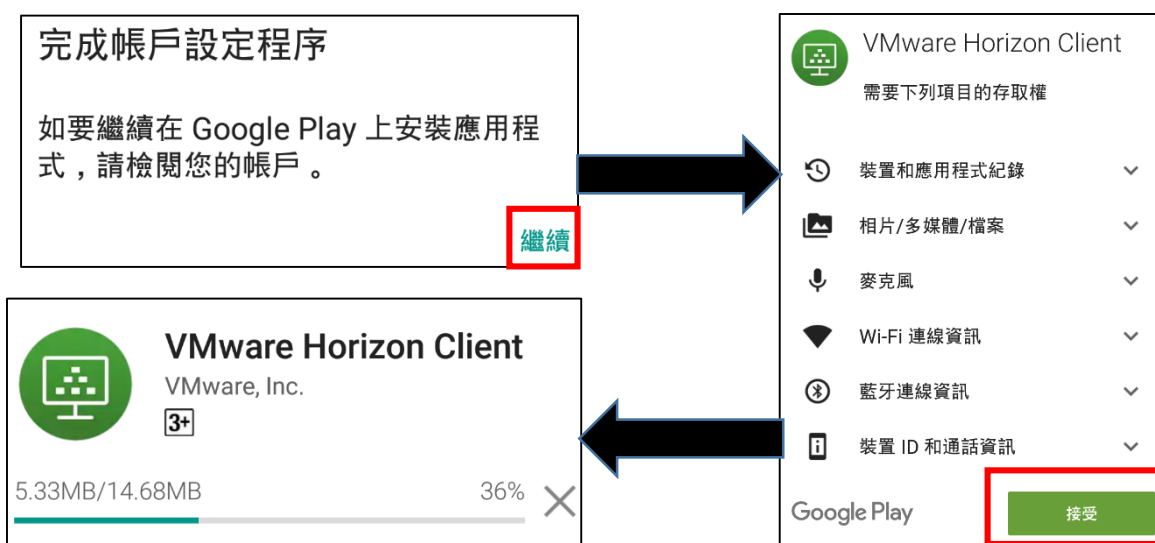 完成帳戶設定程序
如要繼續在 Google Play 上安裝應用程
式，請檢閱您的帳戶。
繼續
VMware Horizon Client
需要下列項目的存取權
裝置和應用程式紀錄
相片/多媒體/檔案
麥克風
Wi-Fi 連線資訊
藍牙連線資訊
裝置 ID 和通話資訊
Google Play
接受
VMware Horizon Client
VMware, Inc.
3+
5.33MB/14.68MB
36%